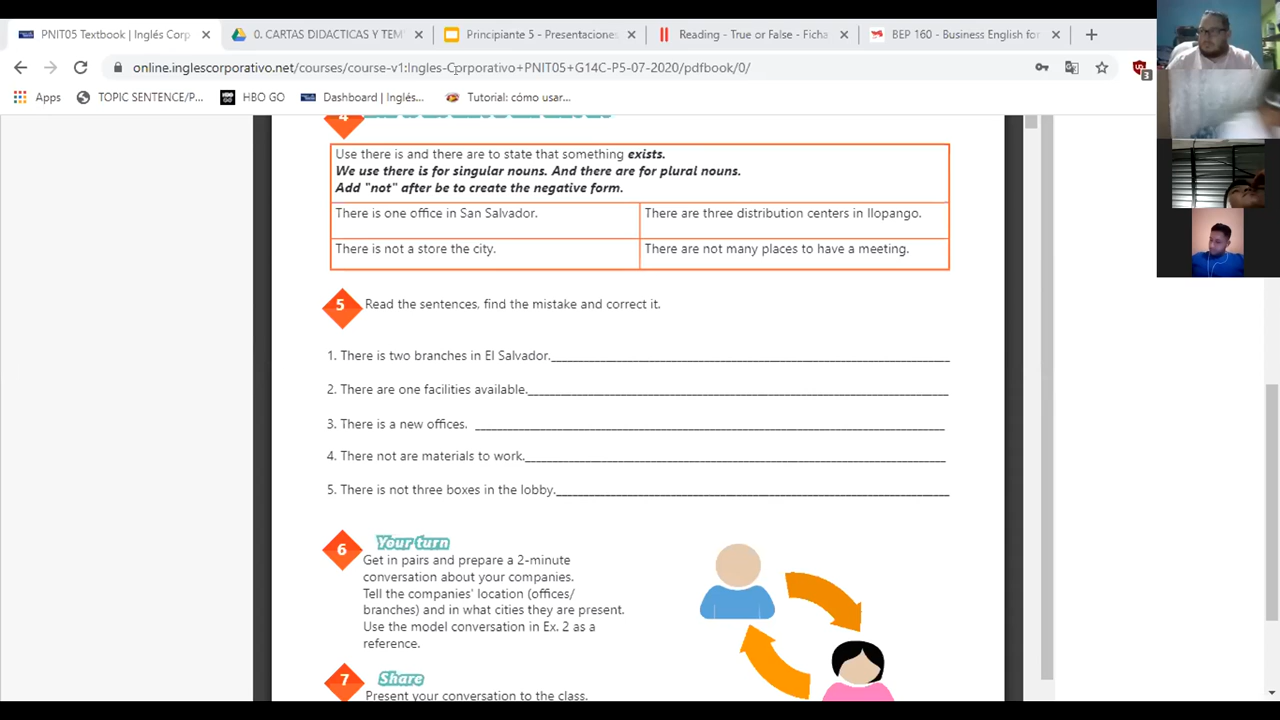 PNIT05 Textbook | Inglés Corp
0. CARTAS DIDACTICAS Y TEM
Principiante 5 - Presentaciones
Reading - True or False - Ficha
BEP 160 - Business English for
online.inglescorporativo.net/courses/course-v1:Ingles-Corporativo+PNIT05+G14C-P5-07-2020/pdfbook/0/
3
Apps
TOPIC SENTENCE/P...
HBO GO
Dashboard | Inglés...
Tutorial: cómo usar...
4
Use there is and there are to state that something exists.
We use there is for singular nouns. And there are for plural nouns.
Add "not" after be to create the negative form.
There is one office in San Salvador.
There are three distribution centers in Ilopango.
There is not a store the city.
There are not many places to have a meeting.
5
Read the sentences, find the mistake and correct it.
1. There is two branches in El Salvador.
2. There are one facilities available.
3. There is a new offices.
4. There not are materials to work.
5. There is not three boxes in the lobby.
6
Your turn
Get in pairs and prepare a 2-minute
conversation about your companies.
Tell the companies' location (offices/
branches) and in what cities they are present.
Use the model conversation in Ex. 2 as a
reference.
7
Share
Present your conversation to the class.